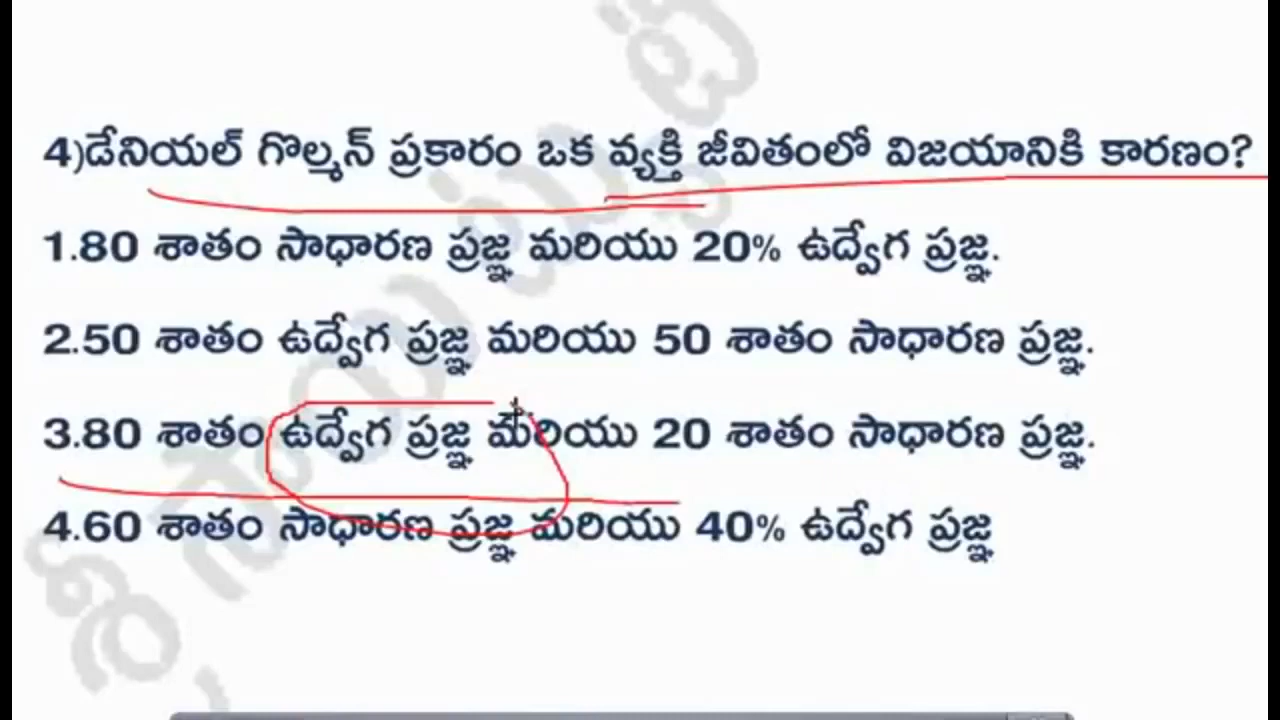 4)డేనియల్ గొల్మన్ ప్రకారం ఒక వ్యక్తి జీవితంలో విజయానికి కారణం?
1.80 శాతం సాధారణ ప్రజ్ఞ మరియు 20% ఉద్వేగ ప్రజ్ఞ.
2.50 శాతం ఉద్వేగ ప్రజ్ఞ మరియు 50 శాతం సాధారణ ప్రజ్ఞ.
3.80 శాతం ఉద్వేగ ప్రజ్ఞ మరియు 20 శాతం సాధారణ ప్రజ్ఞ.
4.60 శాతం సాధారణ ప్రజ్ఞ మరియు 40% ఉద్వేగ ప్రజ్ఞ